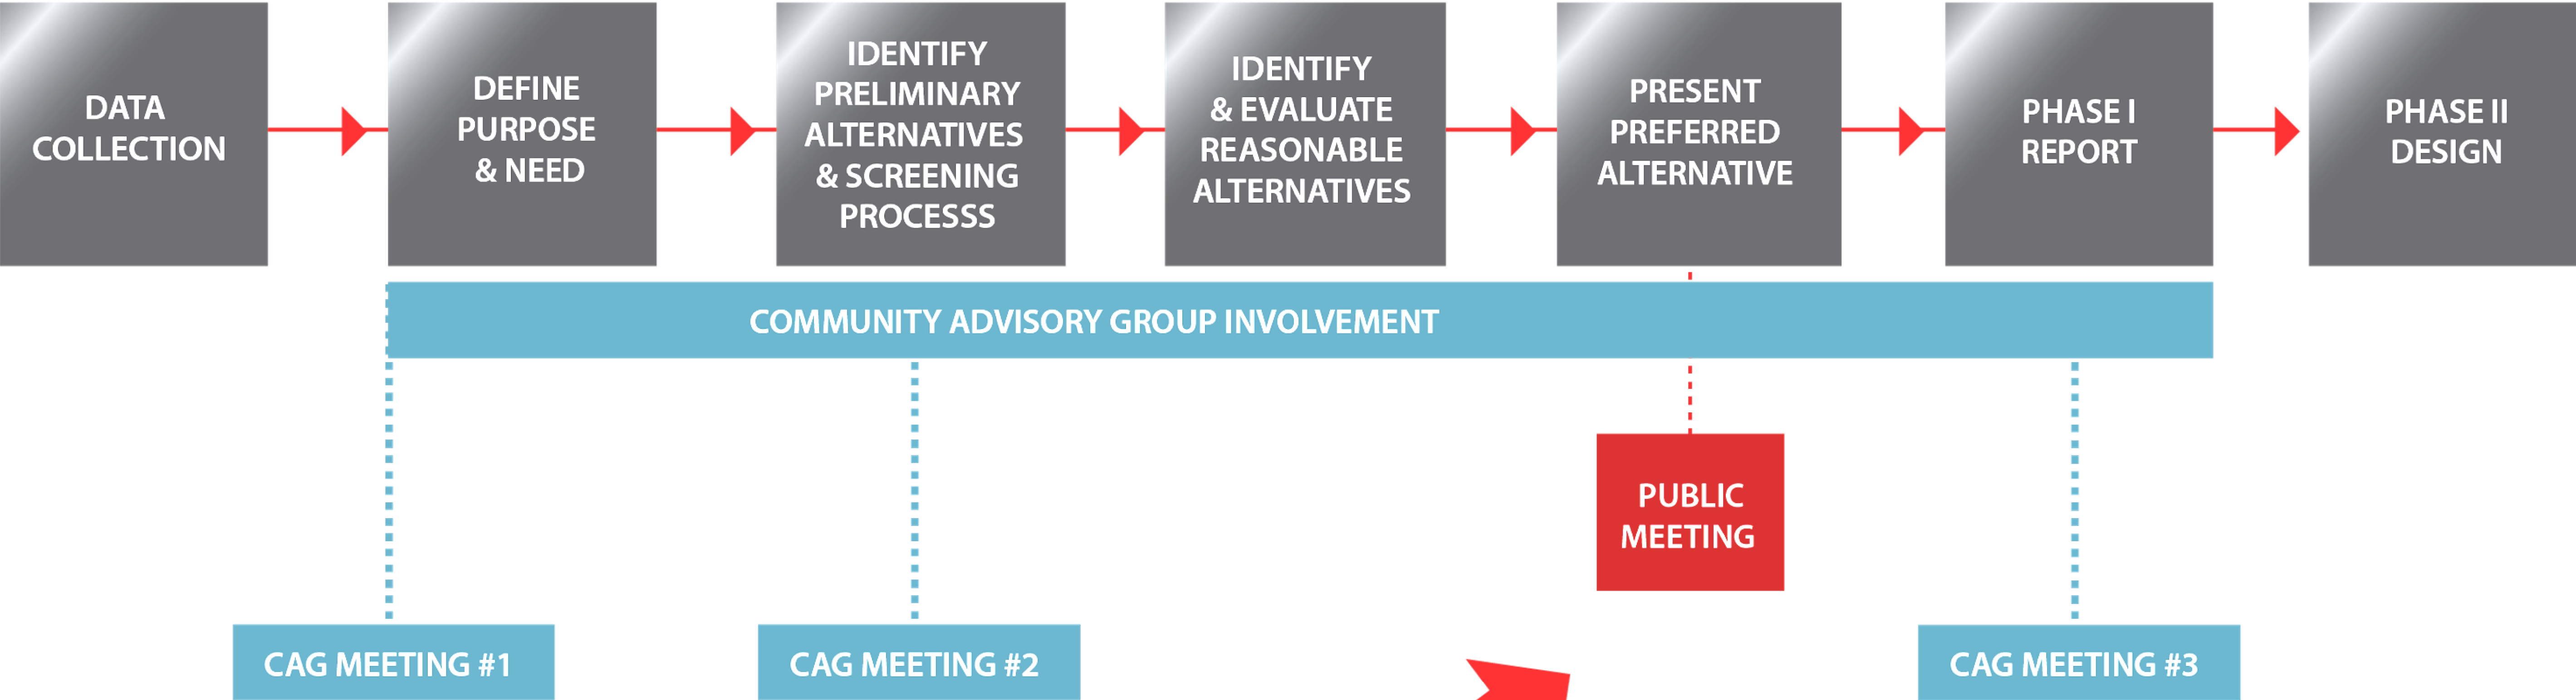 DATA
COLLECTION
DEFINE
PURPOSE
& NEED
IDENTIFY
PRELIMINARY
ALTERNATIVES
& SCREENING
PROCESSS
IDENTIFY
& EVALUATE
REASONABLE
ALTERNATIVES
PRESENT
PREFERRED
ALTERNATIVE
PHASE I
REPORT
PHASE II
DESIGN
COMMUNITY ADVISORY GROUP INVOLVEMENT
PUBLIC
MEETING
CAG MEETING #1
CAG MEETING #2
CAG MEETING #3